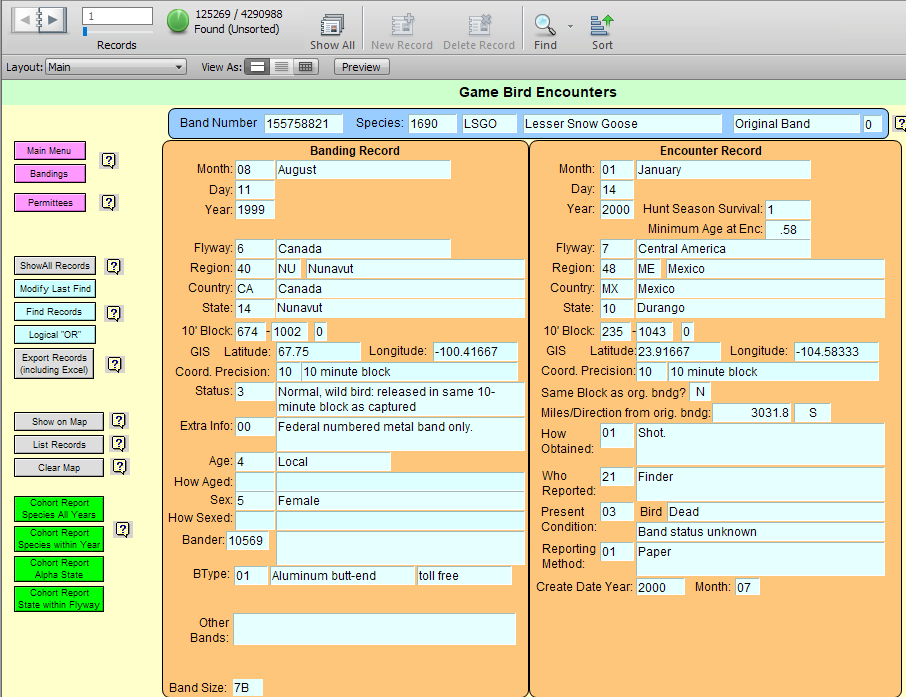 1
125269 / 4290988
Found (Unsorted)
Records
Show All
New Record
Delete Record
Find
Sort
Layout: Main
View As:
Preview
Game Bird Encounters
Band Number 155758821 Species: 1690 LSGO Lesser Snow Goose Original Band 0
Main Menu
Bandings
Permittees
ShowAll Records
Modify Last Find
Find Records
Logical "OR"
Export Records
(including Excel)
Show on Map
List Records
Clear Map
Cohort Report
Species All Years
Cohort Report
Species within Year
Cohort Report
Alpha State
Cohort Report
State within Flyway
Banding Record
Month: 08 August
Day: 11
Year: 1999
Flyway: 6 Canada
Region: 40 NU Nunavut
Country: CA Canada
State: 14 Nunavut
10' Block: 674 - 1002 0
GIS Latitude: 67.75 Longitude: -100.41667
Coord. Precision: 10 10 minute block
Status: 3 Normal, wild bird: released in same 10-
minute block as captured
Extra Info: 00 Federal numbered metal band only.
Age: 4 Local
How Aged:
Sex: 5 Female
How Sexed:
Bander: 10569
BType: 01 Aluminum butt-end toll free
Other
Bands:
Band Size: 7B
Encounter Record
Month: 01 January
Day: 14
Year: 2000 Hunt Season Survival: 1
Minimum Age at Enc: .58
Flyway: 7 Central America
Region: 48 ME Mexico
Country: MX Mexico
State: 10 Durango
10' Block: 235 - 1043 0
GIS Latitude: 23.91667 Longitude: -104.58333
Coord. Precision: 10 10 minute block
Same Block as org. bndg? N
Miles/Direction from orig. bndg: 3031.8 S
How
Obtained: 01 Shot.
Who
Reported: 21 Finder
Present
Condition: 03 Bird Dead
Band status unknown
Reporting
Method: 01 Paper
Create Date Year: 2000 Month: 07